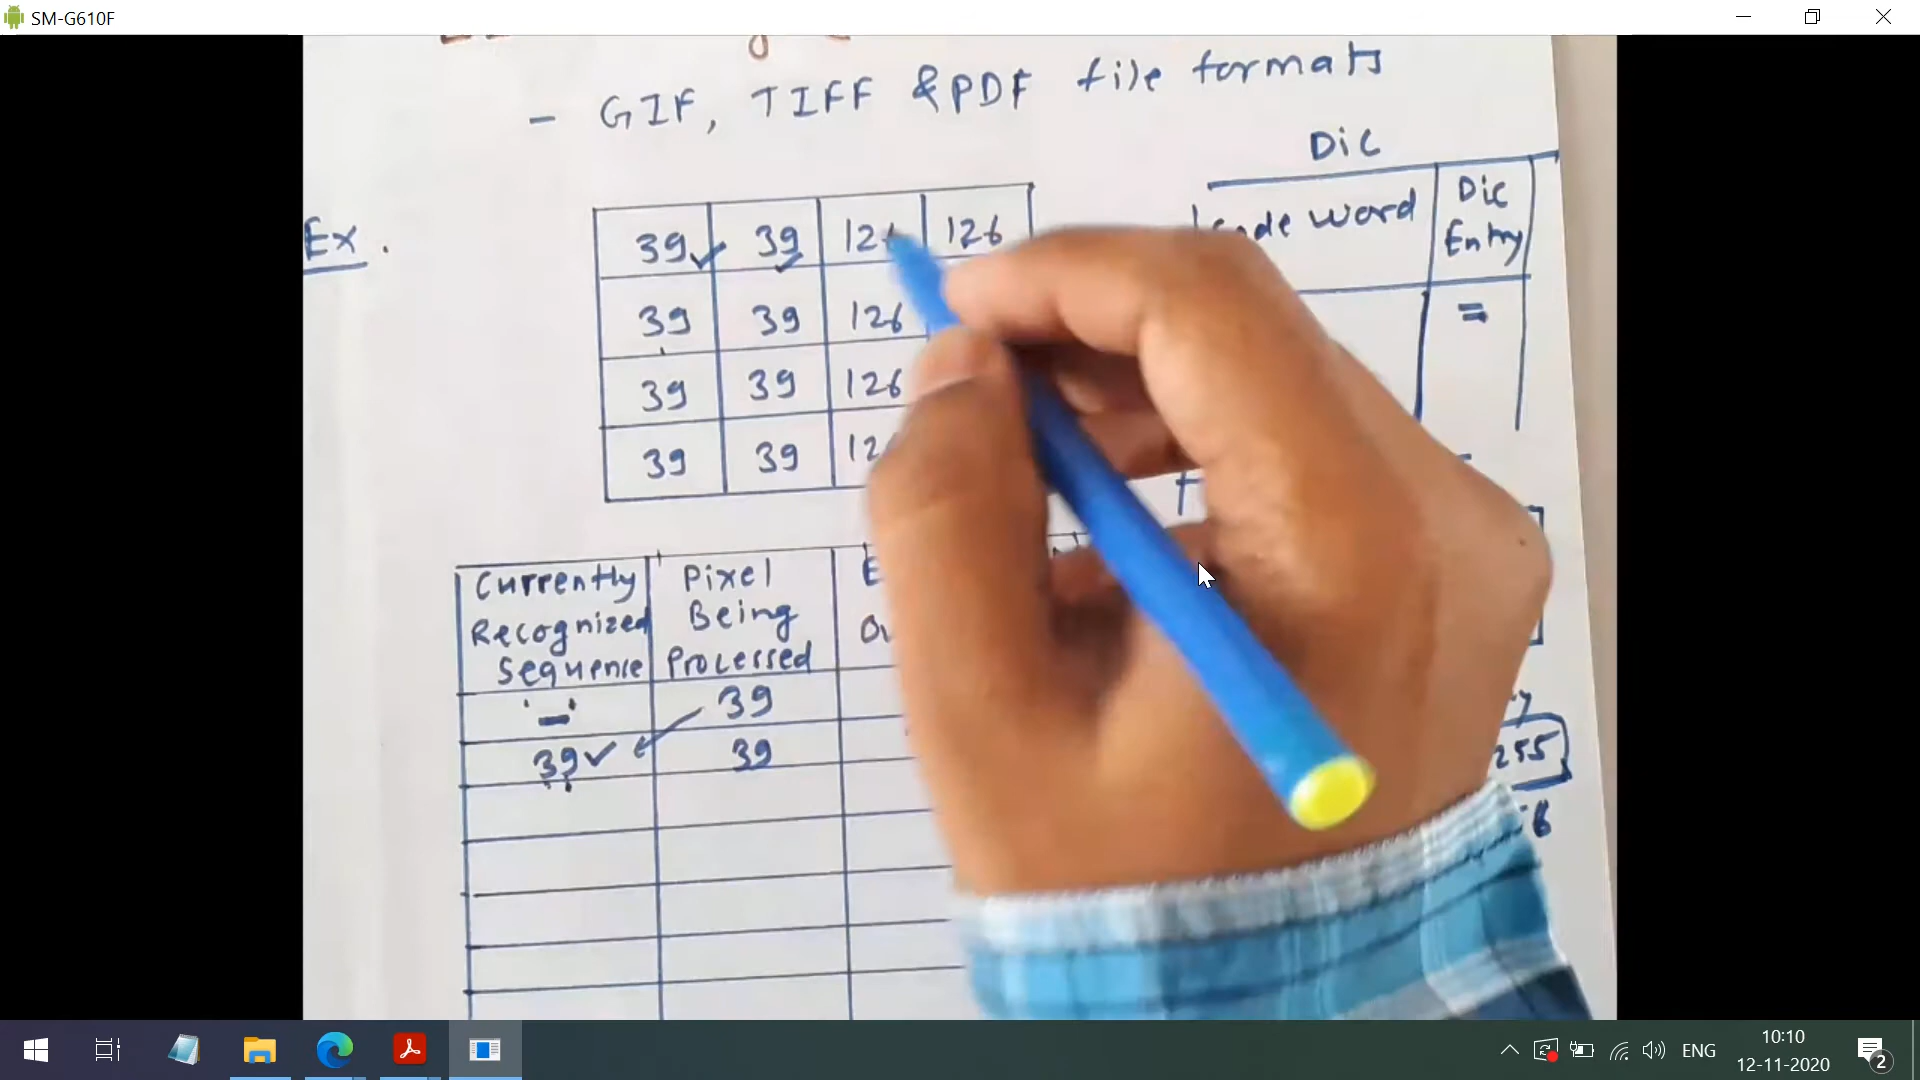 SM-G610F
- GIF, TIFF & PDF file formats
Dic
Code Word
Dic Entry
Ex.
39 39 126 126
39 39 126
39 39 126
39 39
=
Currently Recognized Sequence
Pixel Being Processed
- 39
39 39
255
ENG
10:10
12-11-2020
2